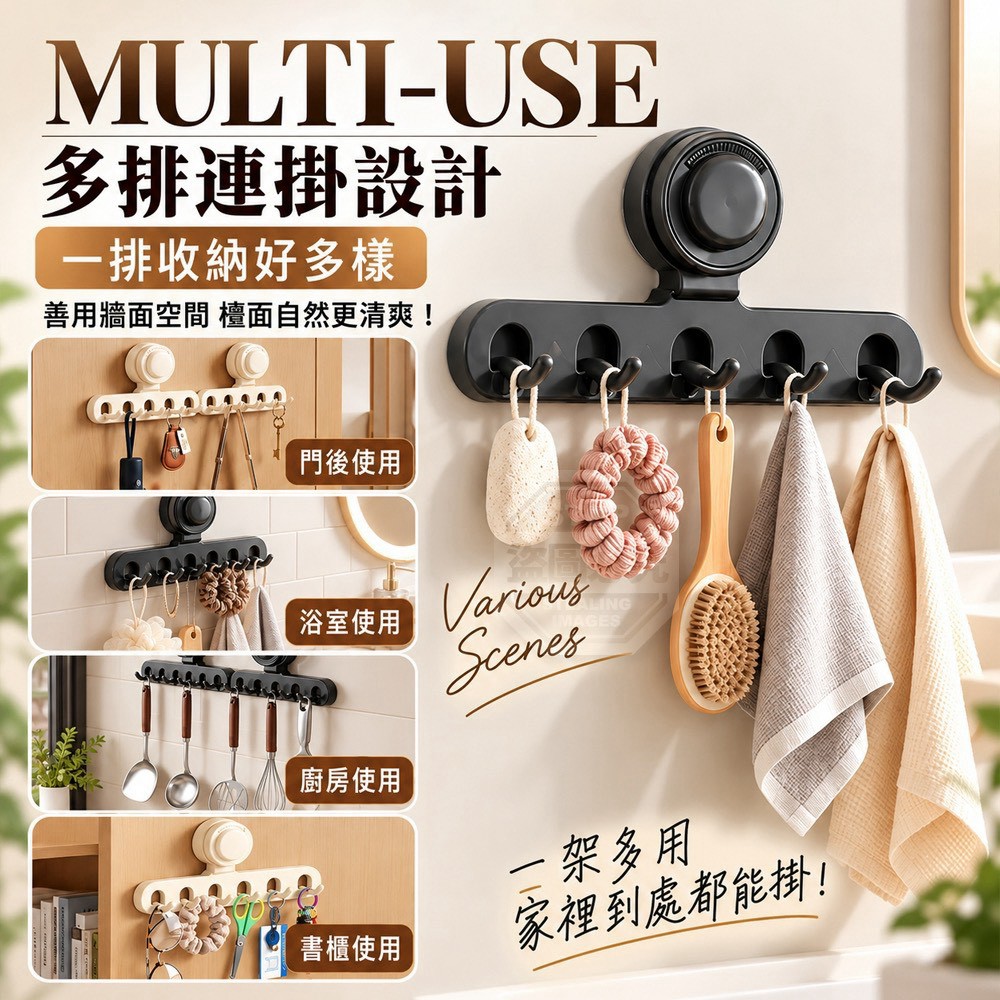 MULTI-USE
多排連掛設計
一排收納好多樣
善用牆面空間 檯面自然更清爽！
門後使用
浴室使用
廚房使用
書櫃使用
Various
Scenes
一架多用
家裡到處都能掛！